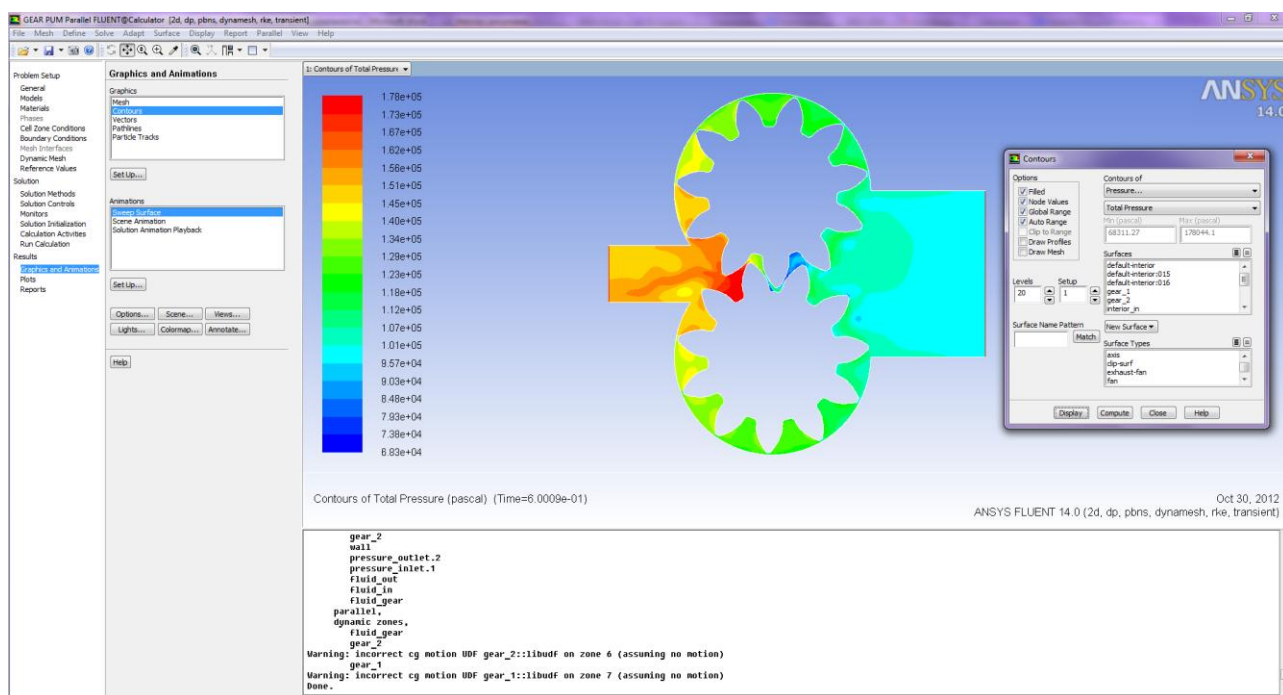 GEAR PUM Parallel FLUENT@Calculator [2d, dp, pbns, dynamesh, rke, transient]
File Mesh Define Solve Adapt Surface Display Report Parallel View Help
Problem Setup
General
Models
Materials
Phases
Cell Zone Conditions
Boundary Conditions
Mesh Interfaces
Dynamic Mesh
Reference Values
Solution
Solution Methods
Solution Controls
Monitors
Solution Initialization
Calculation Activities
Run Calculation
Results
Graphics and Animations
Plots
Reports
Graphics and Animations
Graphics
Mesh
Contours
Vectors
Pathlines
Particle Tracks
Set Up...
Animations
Sweep Surface
Scene Animation
Solution Animation Playback
Set Up...
Options... Scene... Views...
Lights... Colormap... Annotate...
Help
1: Contours of Total Pressure
1.78e+05
1.73e+05
1.67e+05
1.62e+05
1.56e+05
1.51e+05
1.45e+05
1.40e+05
1.34e+05
1.29e+05
1.23e+05
1.18e+05
1.12e+05
1.07e+05
1.01e+05
9.57e+04
9.03e+04
8.48e+04
7.93e+04
7.38e+04
6.83e+04
ANSYS
14.0
Contours of Total Pressure (pascal) (Time=6.0009e-01)
Oct 30, 2012
ANSYS FLUENT 14.0 (2d, dp, pbns, dynamesh, rke, transient)
Contours
Options
Filled
Node Values
Global Range
Auto Range
Clip to Range
Draw Profiles
Draw Mesh
Levels Setup
20 1
Surface Name Pattern
Match
Contours of
Pressure...
Total Pressure
Min (pascal) Max (pascal)
68311.27 178044.1
Surfaces
default-interior
default-interior:015
default-interior:016
gear_1
gear_2
interior_in
New Surface
Surface Types
axis
clip-surf
exhaust-fan
fan
Display Compute Close Help
gear_2
wall
pressure_outlet.2
pressure_inlet.1
fluid_out
fluid_in
fluid_gear
parallel,
dynamic zones,
fluid_gear
gear_2
Warning: incorrect cg motion UDF gear_2::libudf on zone 6 (assuming no motion)
gear_1
Warning: incorrect cg motion UDF gear_1::libudf on zone 7 (assuming no motion)
Done.